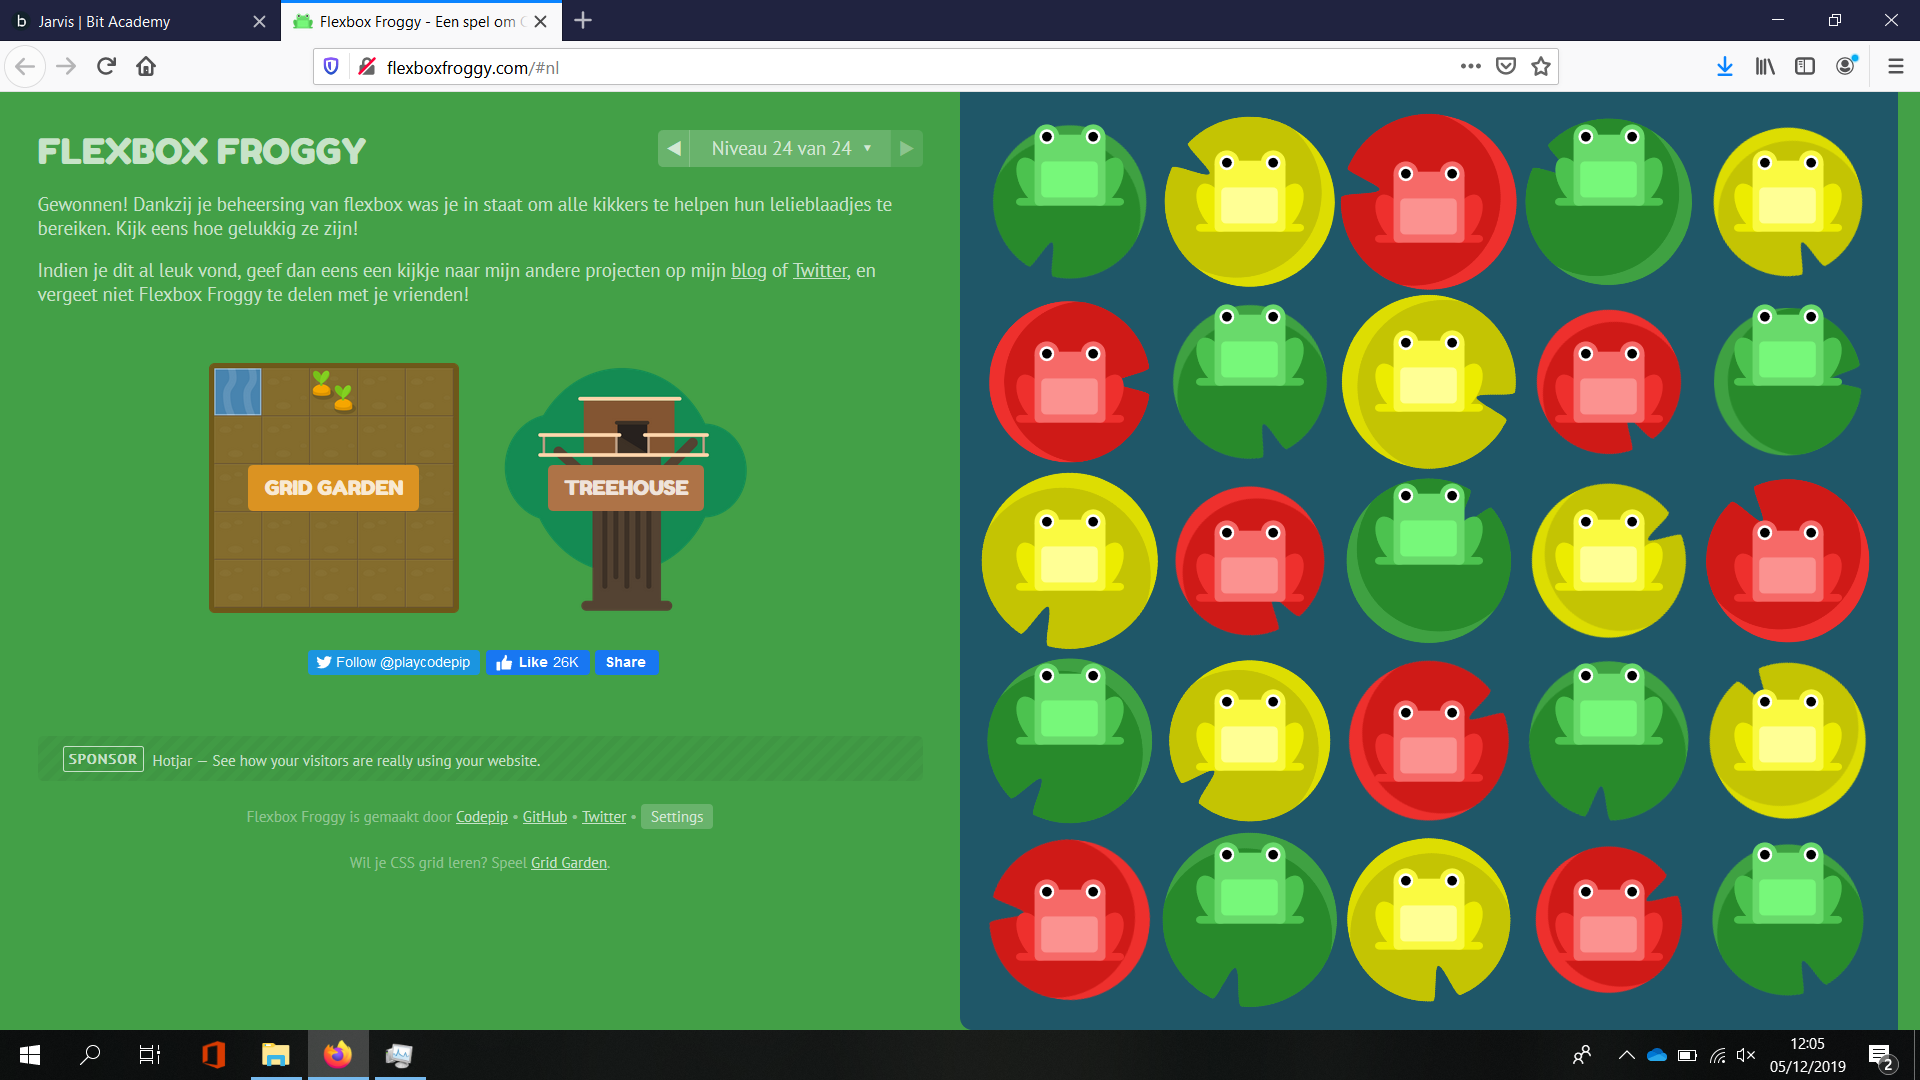 Jarvis | Bit Academy
Flexbox Froggy - Een spel om
flexboxfroggy.com/#nl
FLEXBOX FROGGY
Niveau 24 van 24
Gewonnen! Dankzij je beheersing van flexbox was je in staat om alle kikkers te helpen hun lelieblaadjes te
bereiken. Kijk eens hoe gelukkig ze zijn!
Indien je dit al leuk vond, geef dan eens een kijkje naar mijn andere projecten op mijn blog of Twitter, en
vergeet niet Flexbox Froggy te delen met je vrienden!
GRID GARDEN
TREEHOUSE
Follow @playcodepip
Like 26K
Share
SPONSOR Hotjar — See how your visitors are really using your website.
Flexbox Froggy is gemaakt door Codepip • GitHub • Twitter • Settings
Wil je CSS grid leren? Speel Grid Garden.
12:05
05/12/2019
2